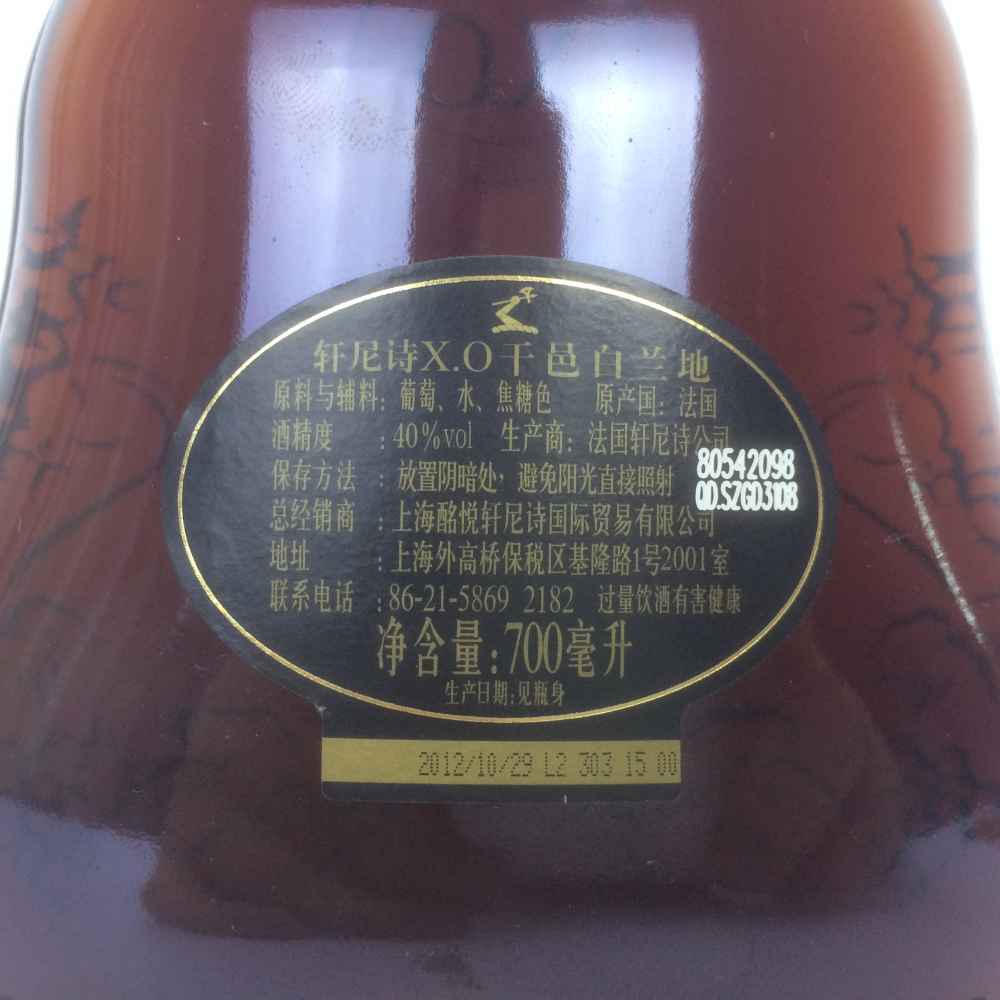 轩尼诗X.O干邑白兰地
原料与辅料：葡萄、水、焦糖色 原产国：法国
酒精度 ：40%vol 生产商：法国轩尼诗公司
80542098
保存方法 ：放置阴暗处，避免阳光直接照射
QD.SZGD3108
总经销商 ：上海酩悦轩尼诗国际贸易有限公司
地址 ：上海外高桥保税区基隆路1号2001室
联系电话 ：86-21-5869 2182 过量饮酒有害健康
净含量：700毫升
生产日期：见瓶身
2012/10/29 L2 303 15 00